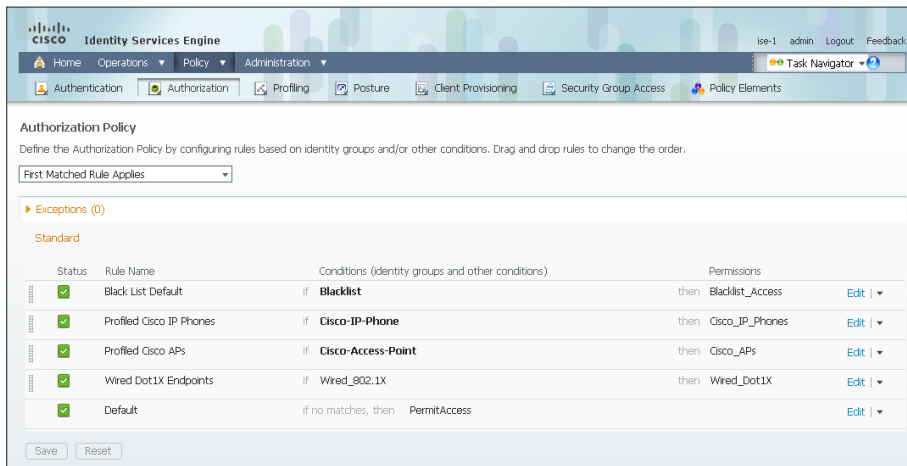 CISCO Identity Services Engine ise-1 admin Logout Feedback
Home Operations Policy Administration Task Navigator
Authentication Authorization Profiling Posture Client Provisioning Security Group Access Policy Elements
Authorization Policy
Define the Authorization Policy by configuring rules based on identity groups and/or other conditions. Drag and drop rules to change the order.
First Matched Rule Applies
Exceptions (0)
Standard
Status Rule Name Conditions (identity groups and other conditions) Permissions
Black List Default if Blacklist then Blacklist_Access Edit |
Profiled Cisco IP Phones if Cisco-IP-Phone then Cisco_IP_Phones Edit |
Profiled Cisco APs if Cisco-Access-Point then Cisco_APs Edit |
Wired Dot1X Endpoints if Wired_802.1X then Wired_Dot1X Edit |
Default if no matches, then PermitAccess Edit |
Save Reset